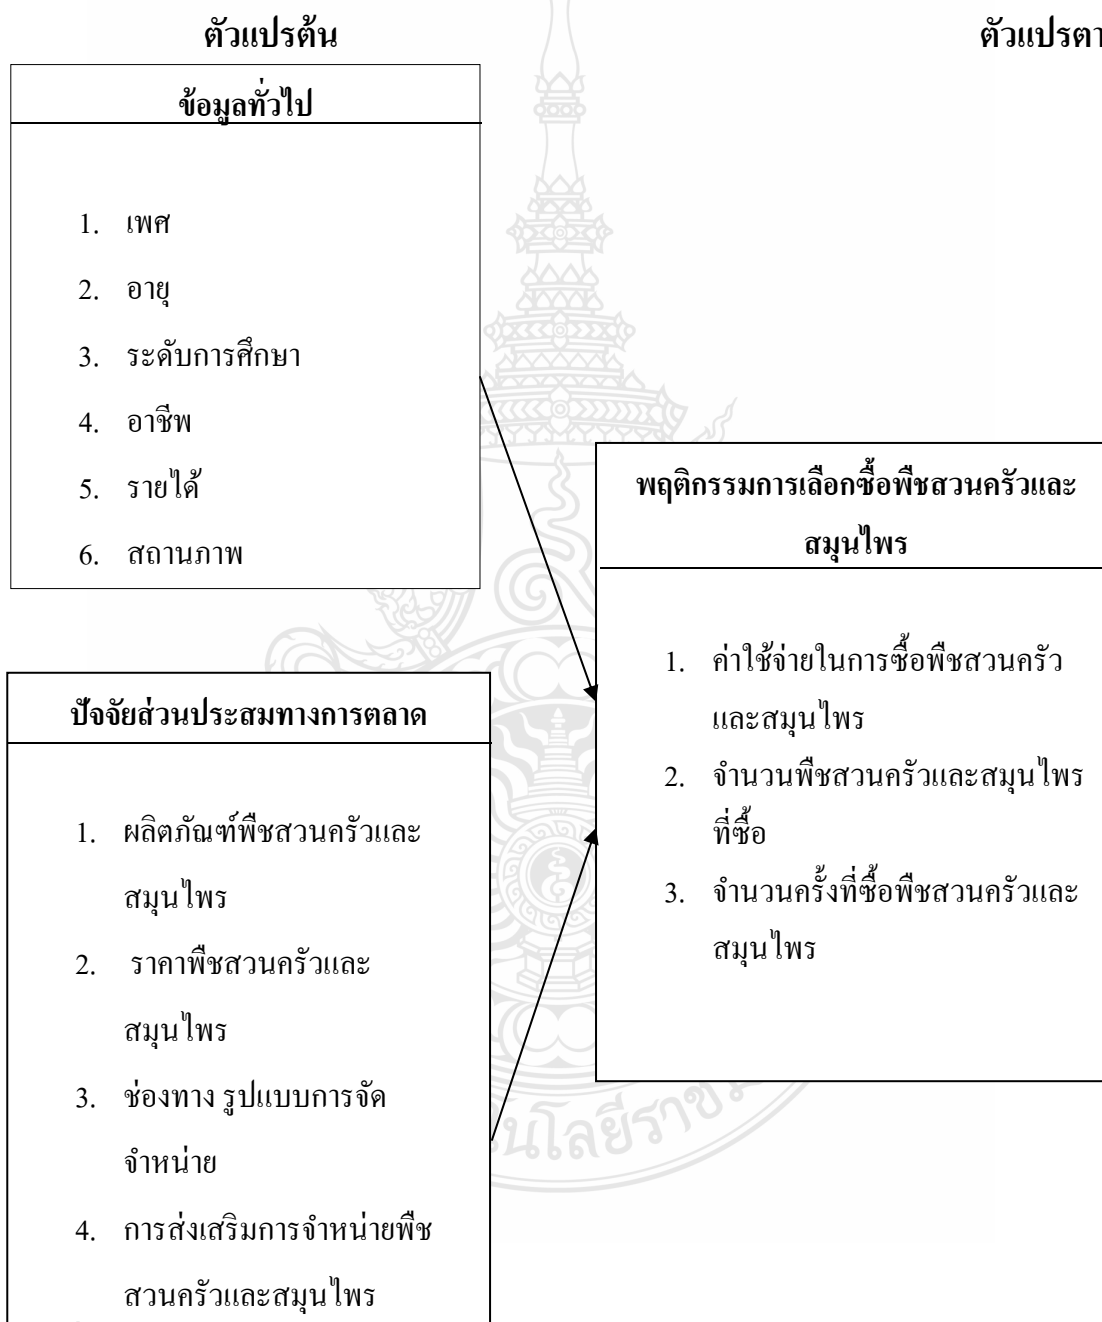 ตัวแปรต้น
ตัวแปรตา
ข้อมูลทั่วไป
1. เพศ
2. อายุ
3. ระดับการศึกษา
4. อาชีพ
5. รายได้
6. สถานภาพ
พฤติกรรมการเลือกซื้อพืชสวนครัวและ
สมุนไพร
1. ค่าใช้จ่ายในการซื้อพืชสวนครัว
และสมุนไพร
2. จำนวนพืชสวนครัวและสมุนไพร
ที่ซื้อ
3. จำนวนครั้งที่ซื้อพืชสวนครัวและ
สมุนไพร
ปัจจัยส่วนประสมทางการตลาด
1. ผลิตภัณฑ์พืชสวนครัวและ
สมุนไพร
2. ราคาพืชสวนครัวและ
สมุนไพร
3. ช่องทาง รูปแบบการจัด
จำหน่าย
4. การส่งเสริมการจำหน่ายพืช
สวนครัวและสมุนไพร